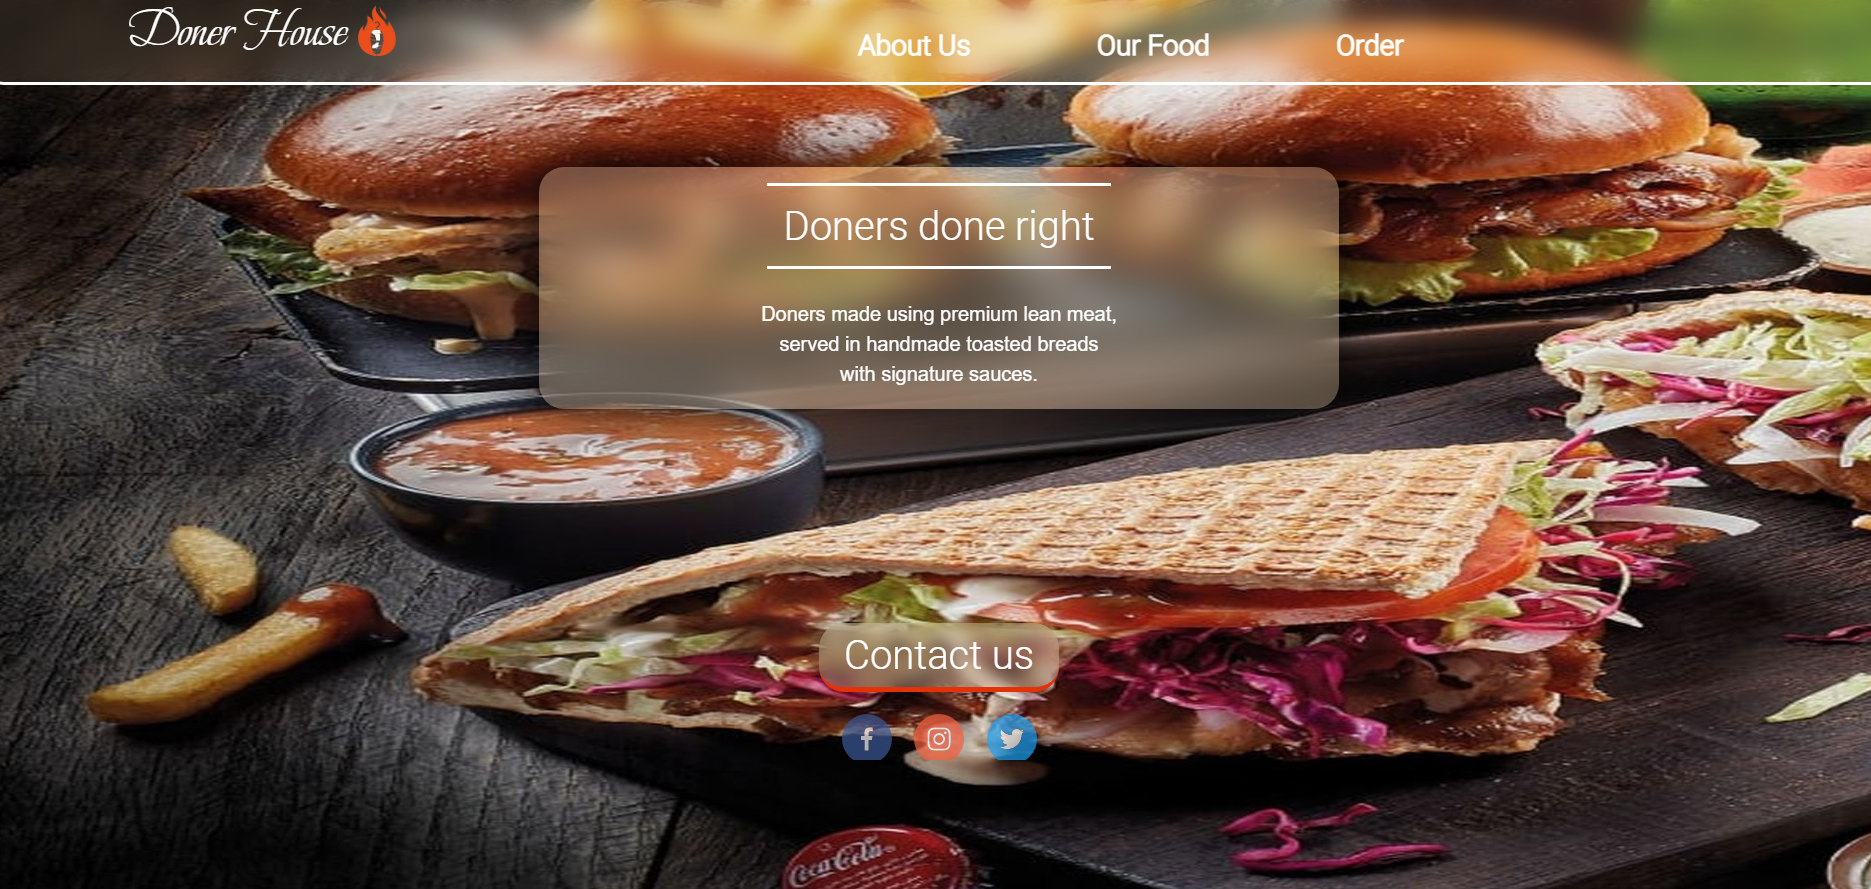 Doner House
About Us
Our Food
Order
Doners done right
Doners made using premium lean meat,
served in handmade toasted breads
with signature sauces.
Contact us
Coca-Cola